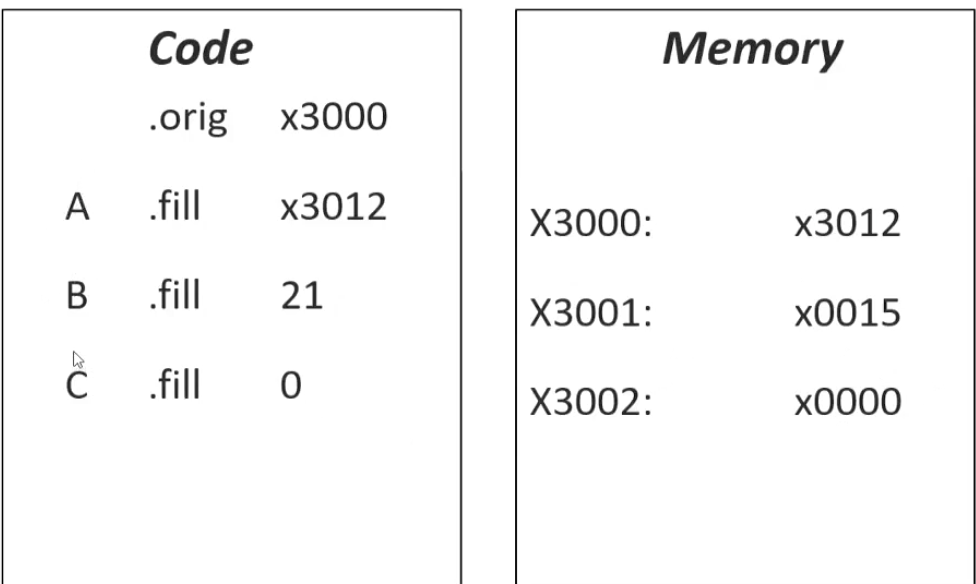 Code
.orig x3000
A .fill x3012
B .fill 21
C .fill 0
Memory
X3000: x3012
X3001: x0015
X3002: x0000